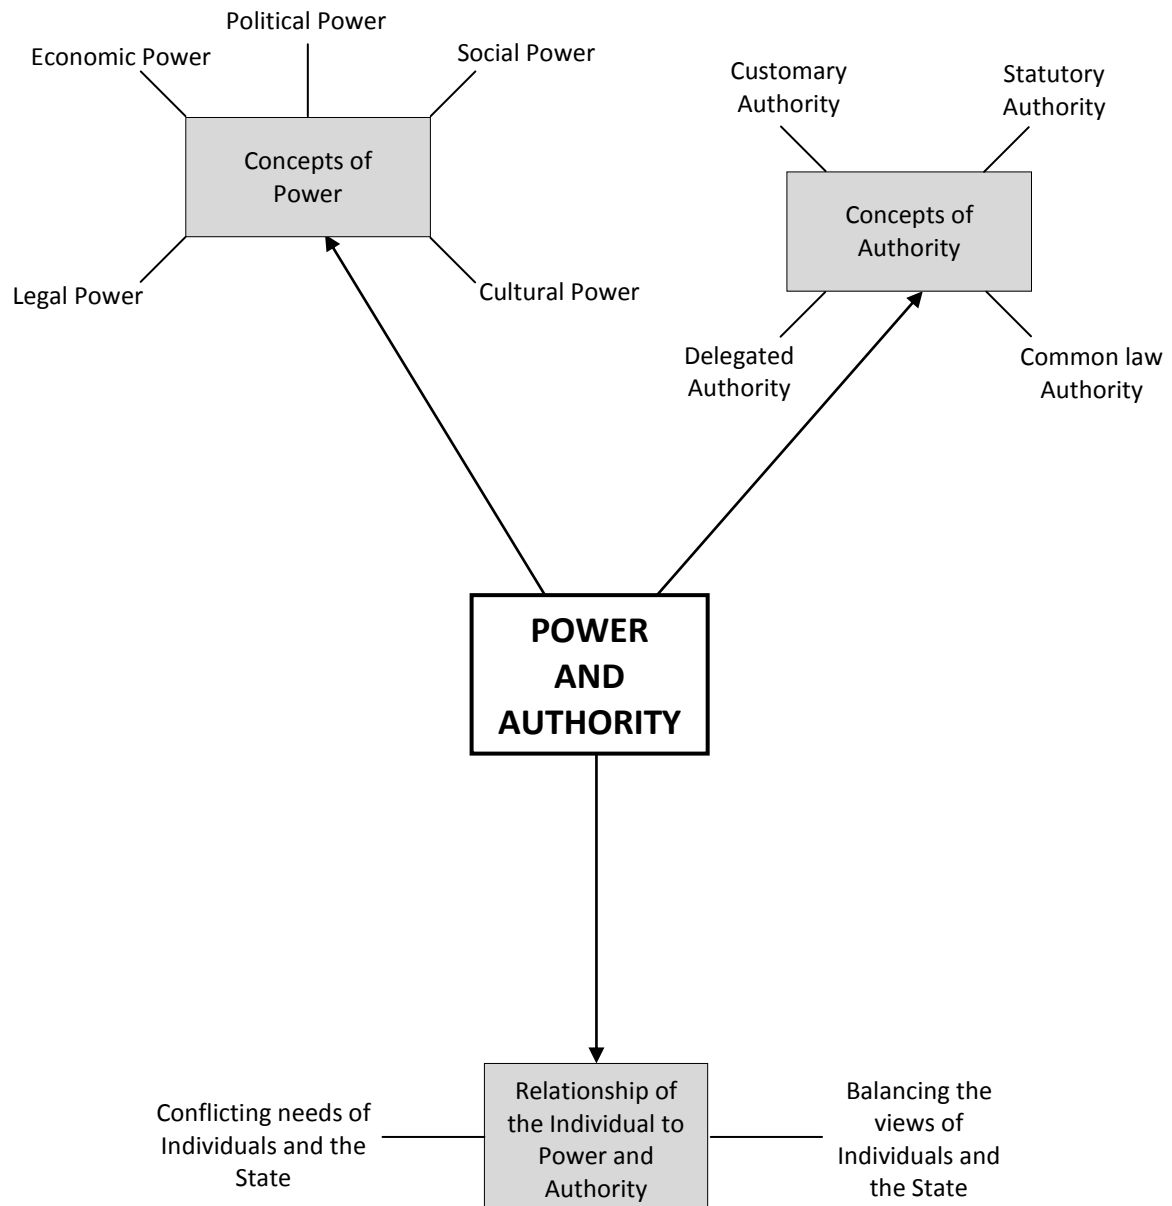 Political Power
Economic Power
Social Power
Concepts of
Power
Legal Power
Cultural Power
Customary
Authority
Statutory
Authority
Concepts of
Authority
Delegated
Authority
Common law
Authority
POWER
AND
AUTHORITY
Conflicting needs of
Individuals and the
State
Relationship of
the Individual to
Power and
Authority
Balancing the
views of
Individuals and
the State